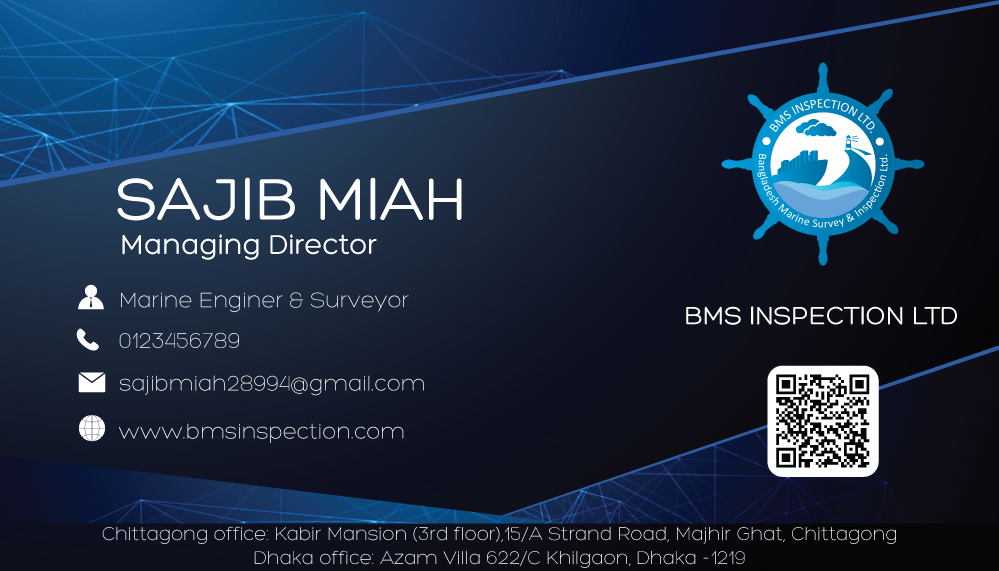 SAJIB MIAH
Managing Director
Marine Enginer & Surveyor
0123456789
sajibmiah28994@gmail.com
www.bmsinspection.com
BMS INSPECTION LTD.
Bangladesh Marine Survey & Inspection Ltd.
BMS INSPECTION LTD
Chittagong office: Kabir Mansion (3rd floor),15/A Strand Road, Majhir Ghat, Chittagong
Dhaka office: Azam Villa 622/C Khilgaon, Dhaka -1219